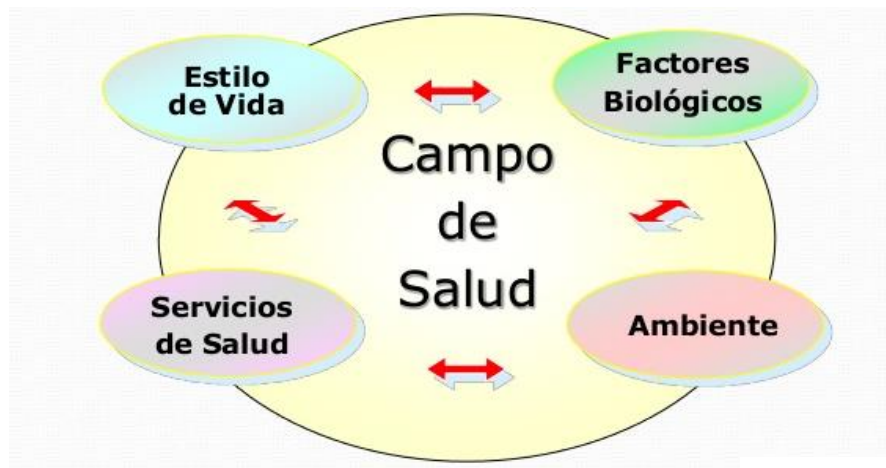 Estilo
de Vida
Factores
Biológicos
Campo
de
Salud
Servicios
de Salud
Ambiente